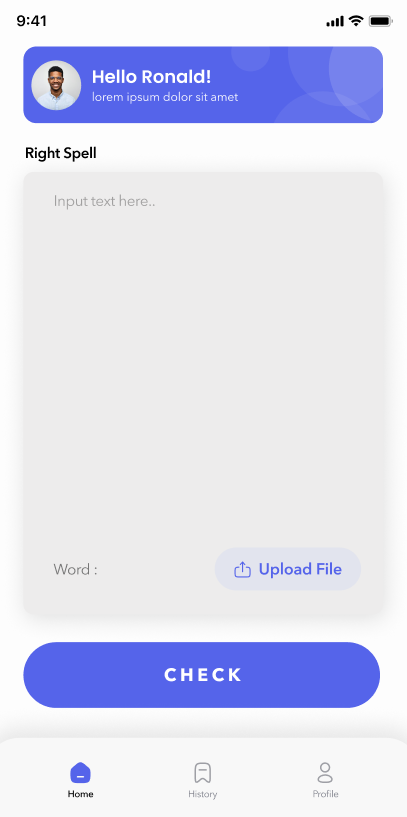 9:41
Hello Ronald!
lorem ipsum dolor sit amet
Right Spell
Input text here..
Word :
Upload File
CHECK
Home
History
Profile